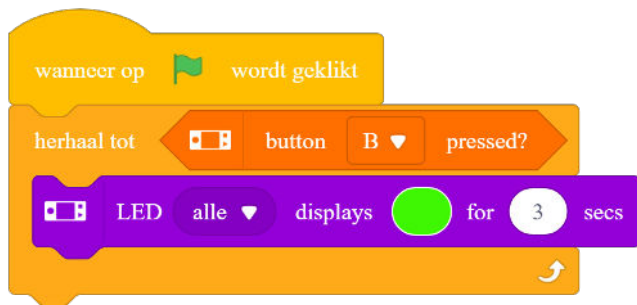 wanneer op wordt geklikt
herhaal tot button B pressed?
LED alle displays for 3 secs